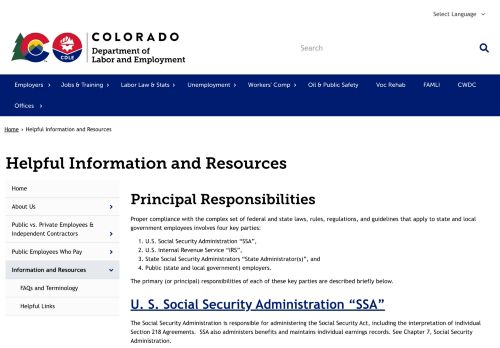 Select Language
COLORADO
Department of
Labor and Employment
CDLE
Search
Employers Jobs & Training Labor Law & Stats Unemployment Workers' Comp Oil & Public Safety Voc Rehab FAMLI CWDC
Offices
Home › Helpful Information and Resources
Helpful Information and Resources
Home
About Us
Public vs. Private Employees &
Independent Contractors
Public Employees Who Pay
Information and Resources
FAQs and Terminology
Helpful Links
Principal Responsibilities
Proper compliance with the complex set of federal and state laws, rules, regulations, and guidelines that apply to state and local
government employees involves four key parties:
1. U.S. Social Security Administration “SSA”,
2. U.S. Internal Revenue Service “IRS”,
3. State Social Security Administrators “State Administrator(s)”, and
4. Public (state and local government) employers.
The primary (or principal) responsibilities of each of these key parties are described briefly below.
U. S. Social Security Administration “SSA”
The Social Security Administration is responsible for administering the Social Security Act, including the interpretation of individual
Section 218 Agreements. SSA also administers benefits and maintains individual earnings records. See Chapter 7, Social Security
Administration.